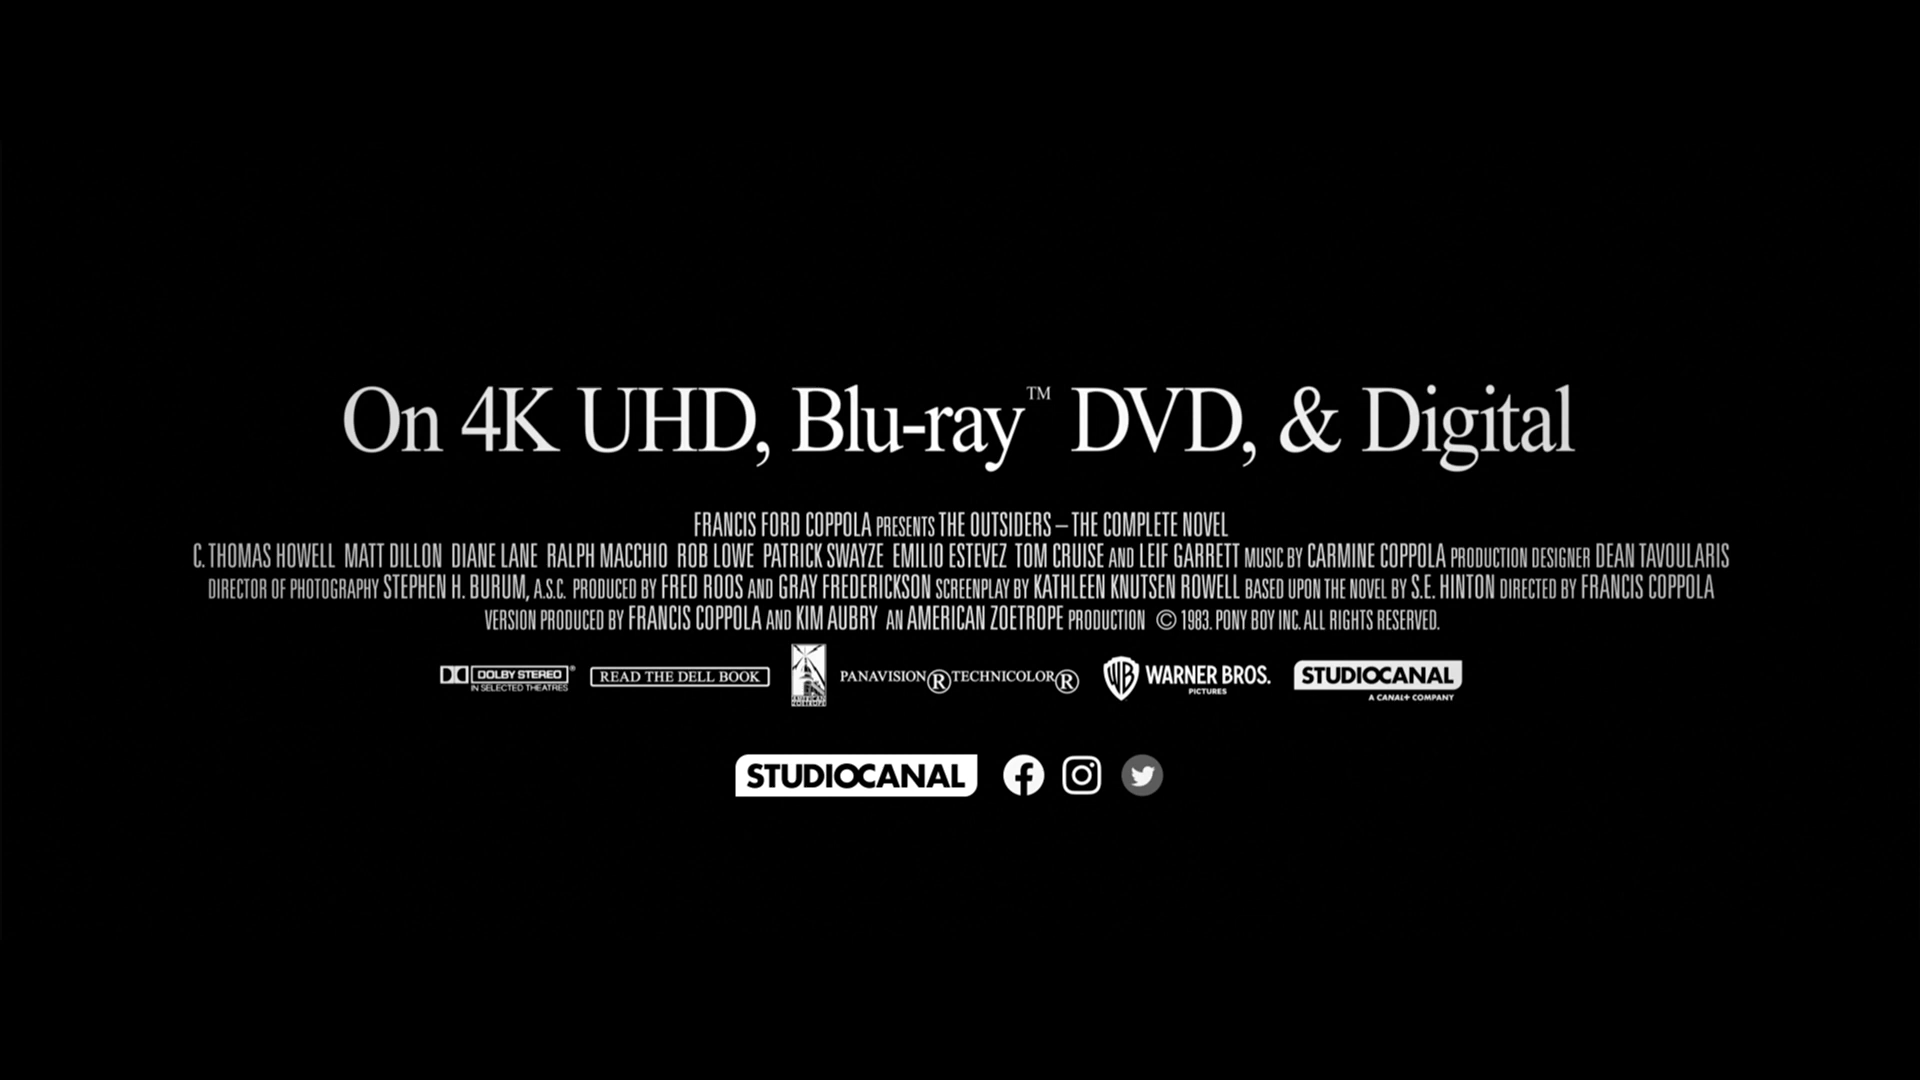 On 4K UHD, Blu-ray™ DVD, & Digital
FRANCIS FORD COPPOLA PRESENTS THE OUTSIDERS – THE COMPLETE NOVEL
C. THOMAS HOWELL MATT DILLON DIANE LANE RALPH MACCHIO ROB LOWE PATRICK SWAYZE EMILIO ESTEVEZ TOM CRUISE AND LEIF GARRETT MUSIC BY CARMINE COPPOLA PRODUCTION DESIGNER DEAN TAVOULARIS
DIRECTOR OF PHOTOGRAPHY STEPHEN H. BURUM, A.S.C. PRODUCED BY FRED ROOS AND GRAY FREDERICKSON SCREENPLAY BY KATHLEEN KNUTSEN ROWELL BASED UPON THE NOVEL BY S.E. HINTON DIRECTED BY FRANCIS COPPOLA
VERSION PRODUCED BY FRANCIS COPPOLA AND KIM AUBRY AN AMERICAN ZOETROPE PRODUCTION © 1983. PONY BOY INC. ALL RIGHTS RESERVED.
DOLBY STEREO®
IN SELECTED THEATRES
READ THE DELL BOOK
AMERICAN
ZOETROPE
PANAVISION® TECHNICOLOR®
WB WARNER BROS.
PICTURES
STUDIOCANAL
A CANAL+ COMPANY
STUDIOCANAL